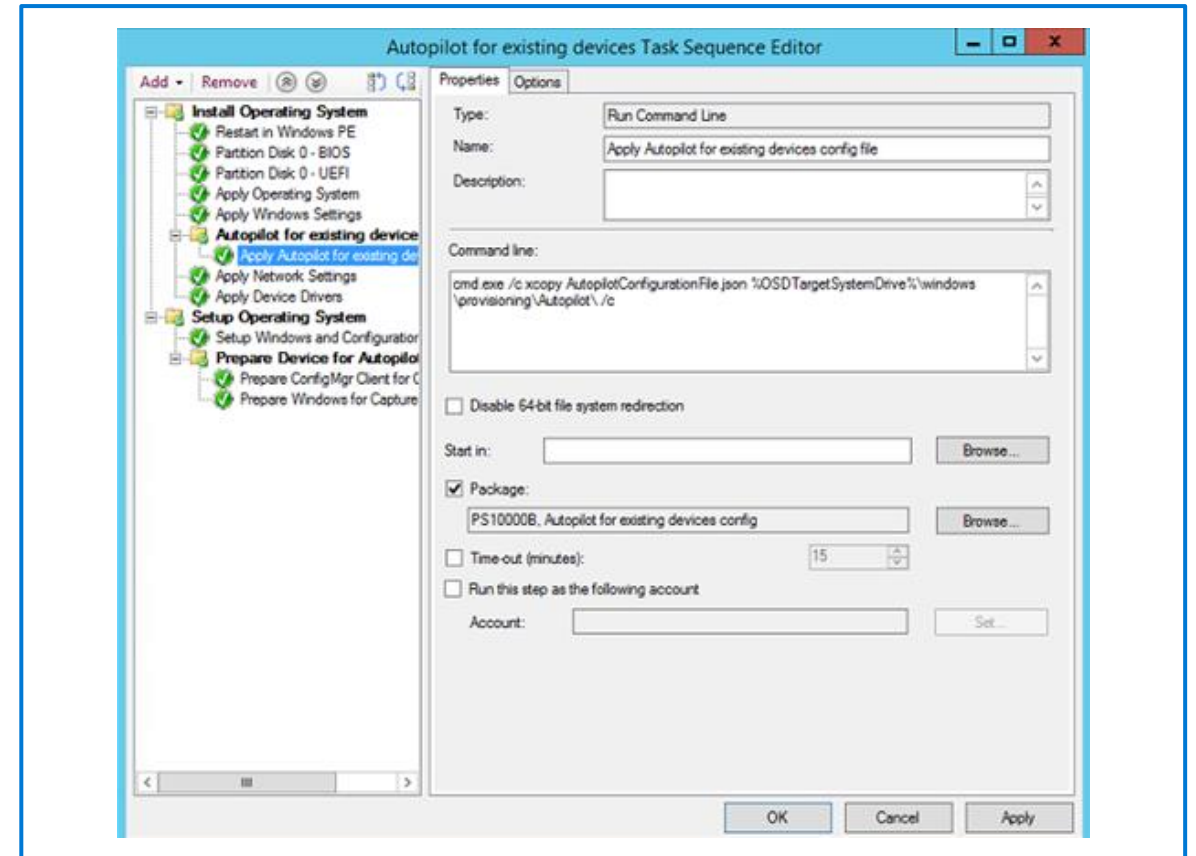 Autopilot for existing devices Task Sequence Editor
Add
Remove
Properties
Options
Install Operating System
Restart in Windows PE
Partition Disk 0 - BIOS
Partition Disk 0 - UEFI
Apply Operating System
Apply Windows Settings
Autopilot for existing device
Apply Autopilot for existing de
Apply Network Settings
Apply Device Drivers
Setup Operating System
Setup Windows and Configuration
Prepare Device for Autopilo
Prepare ConfigMgr Client for C
Prepare Windows for Capture
Type:
Run Command Line
Name:
Apply Autopilot for existing devices config file
Description:
Command line:
cmd.exe /c xcopy AutopilotConfigurationFile.json %OSDTargetSystemDrive%\windows
\provisioning\Autopilot\ /c
Disable 64-bit file system redirection
Start in:
Browse...
Package:
PS10000B, Autopilot for existing devices config
Browse...
Time-out (minutes):
15
Run this step as the following account
Account:
Set...
OK
Cancel
Apply